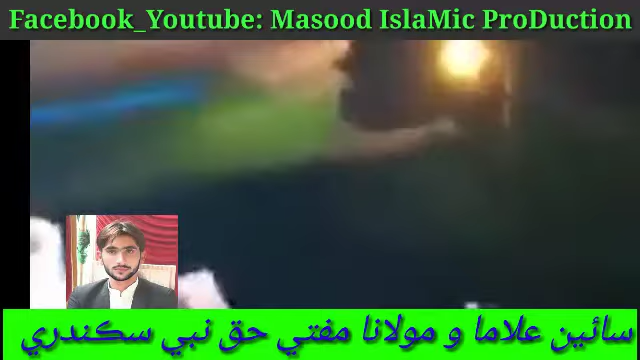 Facebook_Youtube: Masood IslaMic ProDuction
سائين علاما و مولانا مفتي حق نبي سڪندري